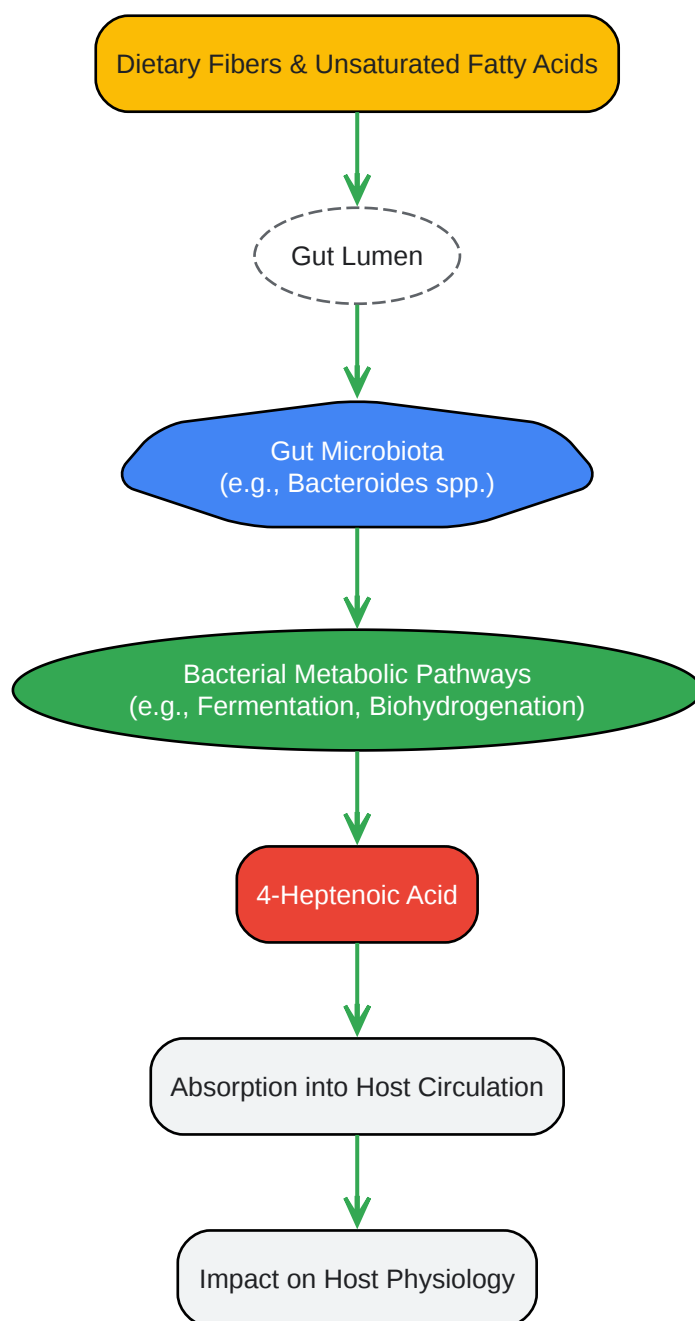 Dietary Fibers & Unsaturated Fatty Acids
Gut Lumen
Gut Microbiota
(e.g., Bacteroides spp.)
Bacterial Metabolic Pathways
(e.g., Fermentation, Biohydrogenation)
4-Heptenoic Acid
Absorption into Host Circulation
Impact on Host Physiology